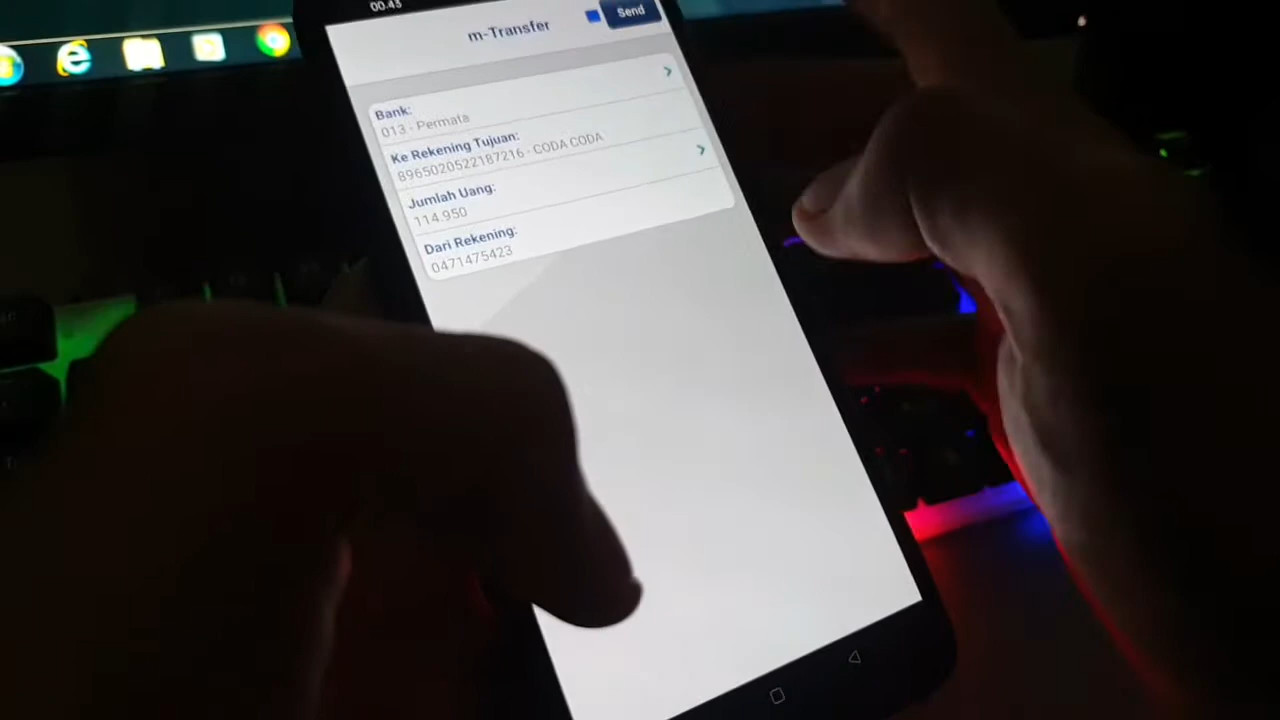 00.43
m-Transfer
Send
Bank:
013 - Permata
Ke Rekening Tujuan:
8965020522187216 - CODA CODA
Jumlah Uang:
114.950
Dari Rekening:
0471475423